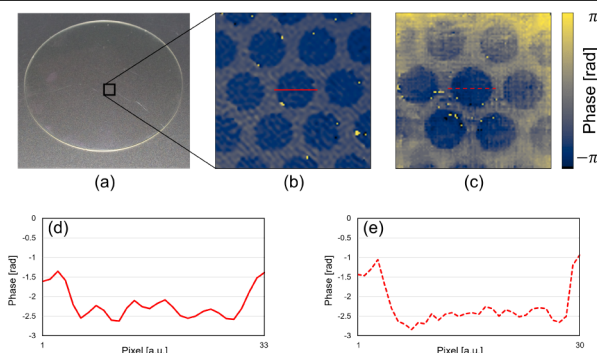 π
Phase [rad]
−π
(a)
(b)
(c)
(d)
0
-0.5
-1
-1.5
-2
-2.5
-3
Phase [rad]
1
33
Pixel [a.u.]
(e)
0
-0.5
-1
-1.5
-2
-2.5
-3
Phase [rad]
1
30
Pixel [a.u.]